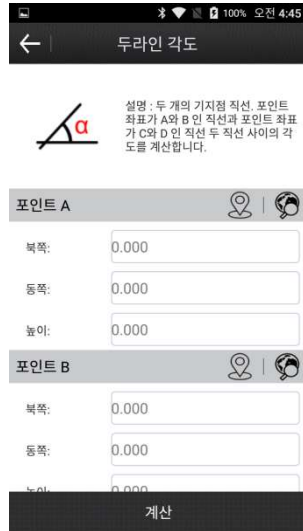 100% 오전 4:45
두라인 각도
α
설명 : 두 개의 기지점 직선. 포인트
좌표가 A와 B 인 직선과 포인트 좌표
가 C와 D 인 직선 두 직선 사이의 각
도를 계산합니다.
포인트 A
북쪽: 0.000
동쪽: 0.000
높이: 0.000
포인트 B
북쪽: 0.000
동쪽: 0.000
높이: 0.000
계산